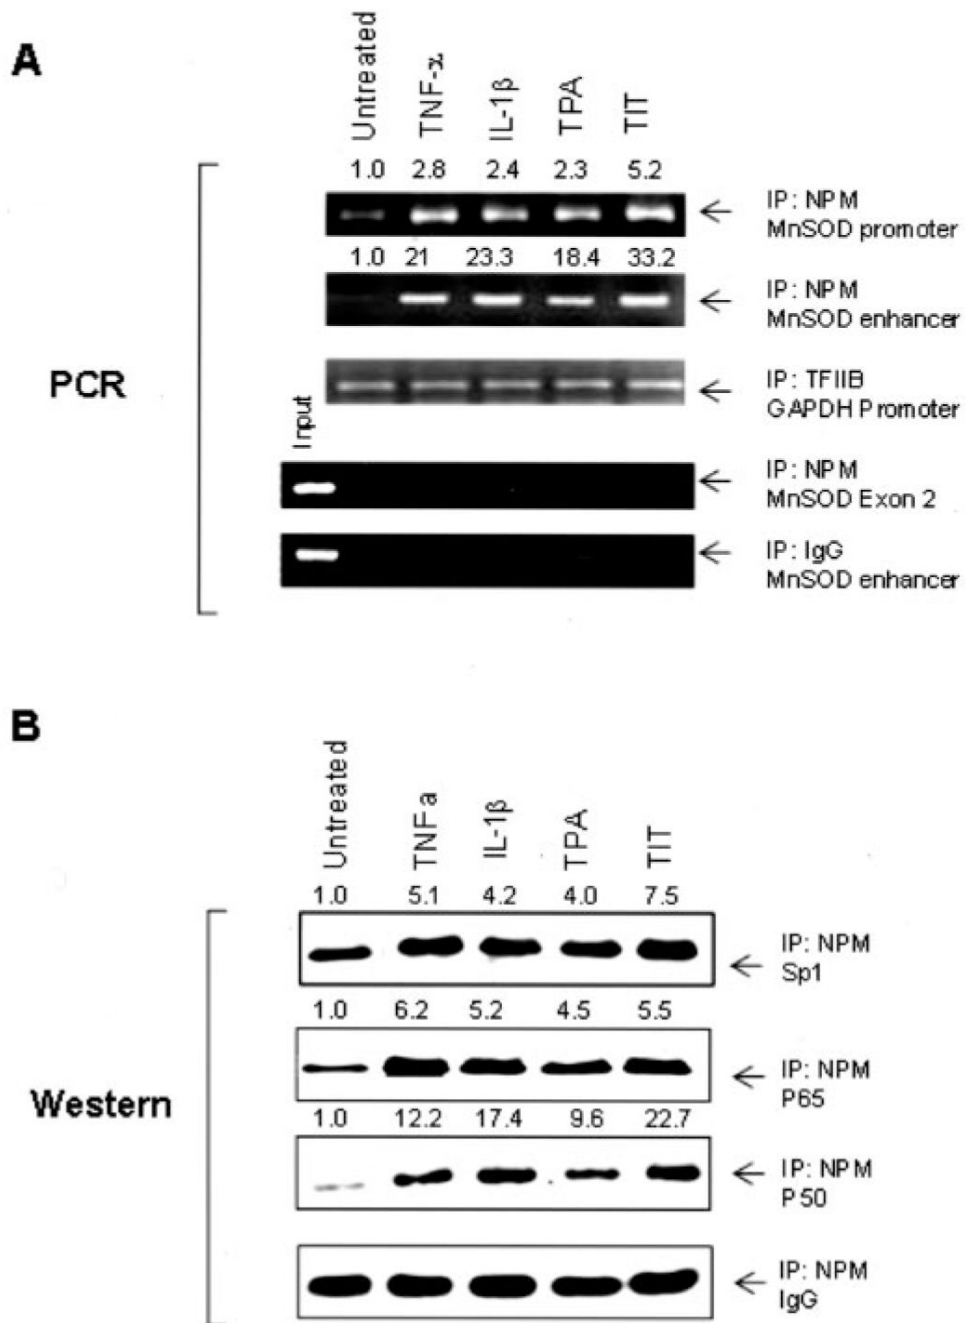 A
Untreated TNF-α IL-1β TPA TIT
1.0 2.8 2.4 2.3 5.2
IP: NPM
MnSOD promoter
1.0 21 23.3 18.4 33.2
IP: NPM
MnSOD enhancer
PCR
IP: TFIIB
GAPDH Promoter
Input
IP: NPM
MnSOD Exon 2
IP: IgG
MnSOD enhancer
B
Untreated TNFa IL-1β TPA TIT
1.0 5.1 4.2 4.0 7.5
IP: NPM
Sp1
1.0 6.2 5.2 4.5 5.5
IP: NPM
P65
Western
1.0 12.2 17.4 9.6 22.7
IP: NPM
P50
IP: NPM
IgG